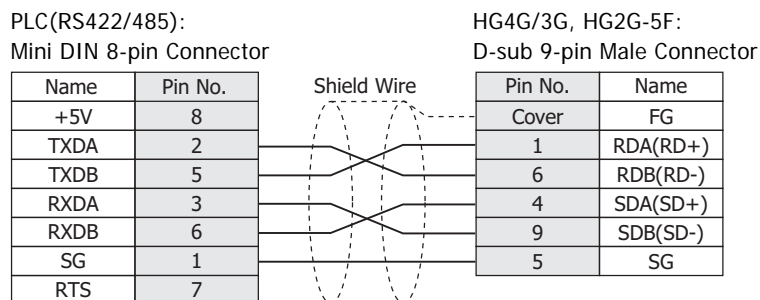 PLC(RS422/485):
Mini DIN 8-pin Connector
HG4G/3G, HG2G-5F:
D-sub 9-pin Male Connector
Name Pin No. Shield Wire Pin No. Name
+5V 8 Cover FG
TXDA 2 1 RDA(RD+)
TXDB 5 6 RDB(RD-)
RXDA 3 4 SDA(SD+)
RXDB 6 9 SDB(SD-)
SG 1 5 SG
RTS 7